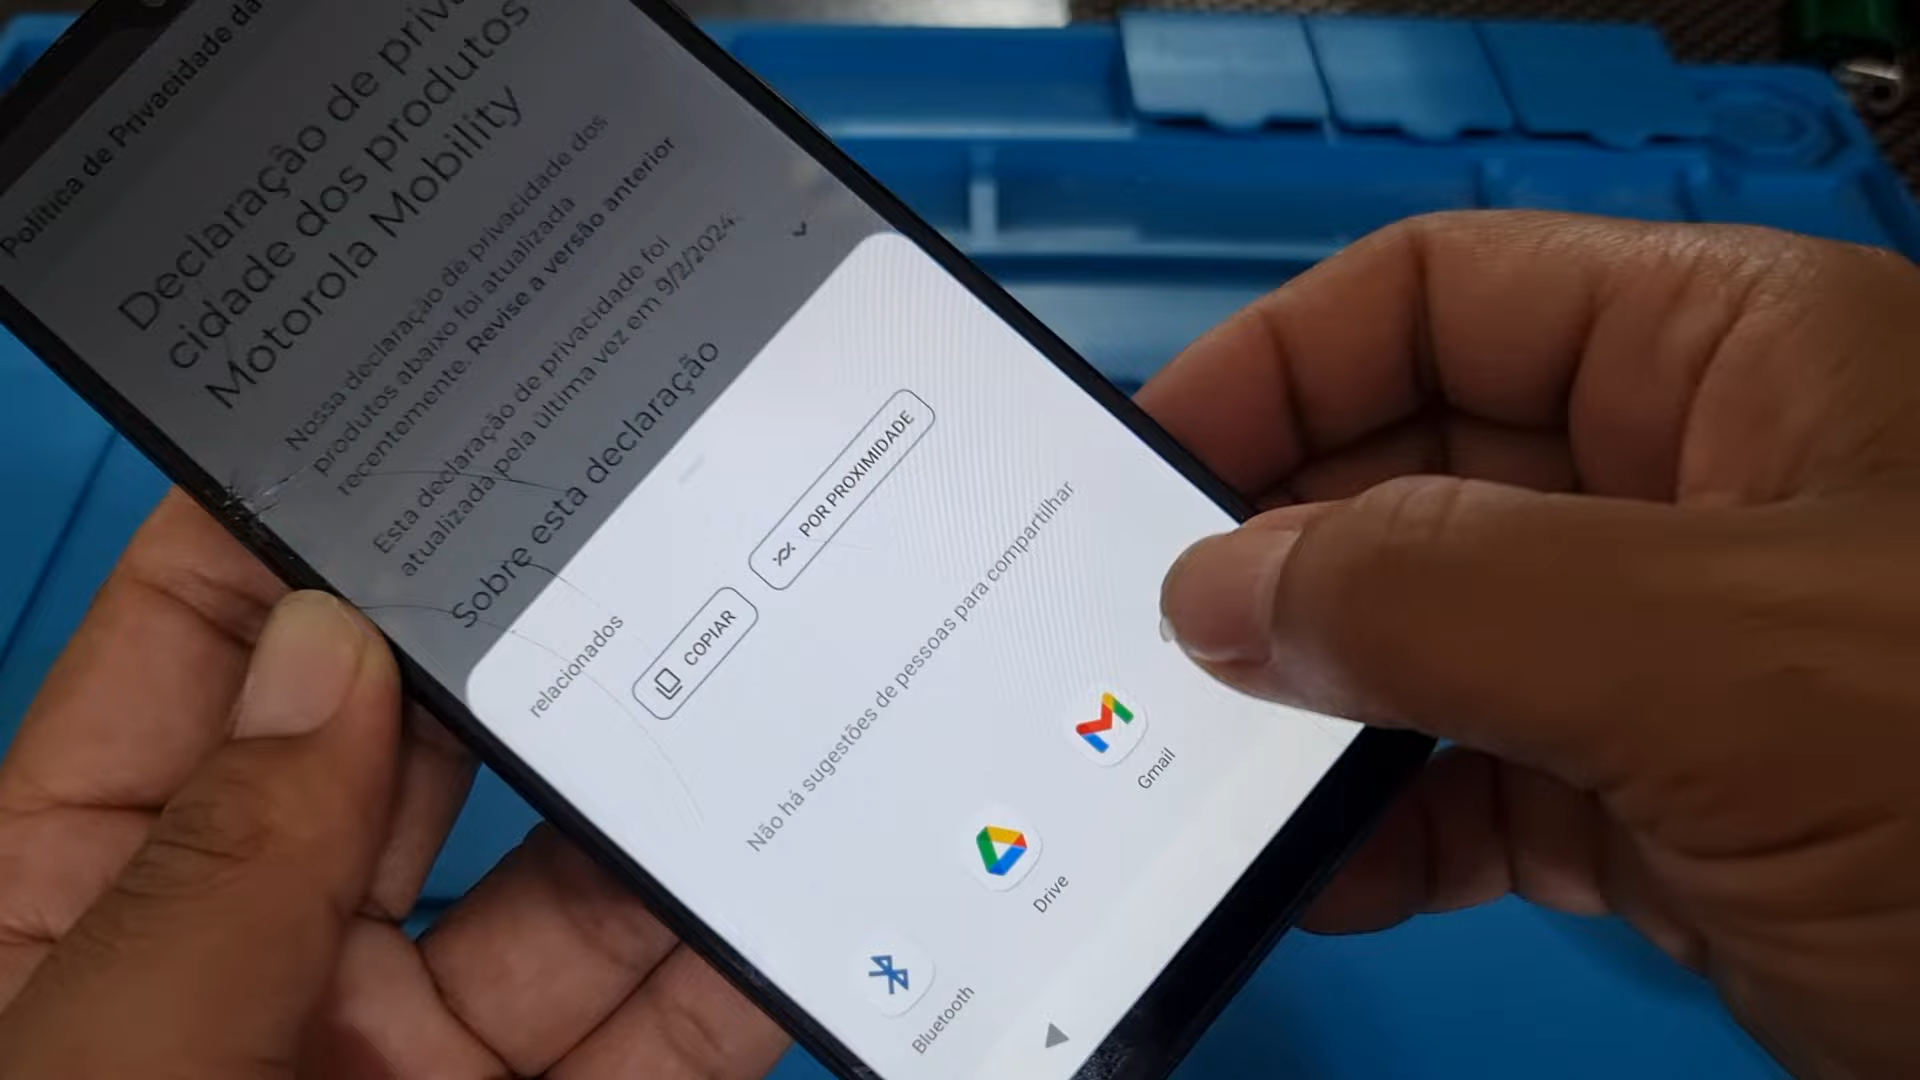 Política de Privacidade da
Declaração de priva
cidade dos produtos
Motorola Mobility
Nossa declaração de privacidade dos
produtos abaixo foi atualizada
recentemente. Revise a versão anterior
Esta declaração de privacidade foi
atualizada pela última vez em 9/2/2024.
Sobre esta declaração
relacionados
COPIAR
POR PROXIMIDADE
Não há sugestões de pessoas para compartilhar
Bluetooth
Drive
Gmail